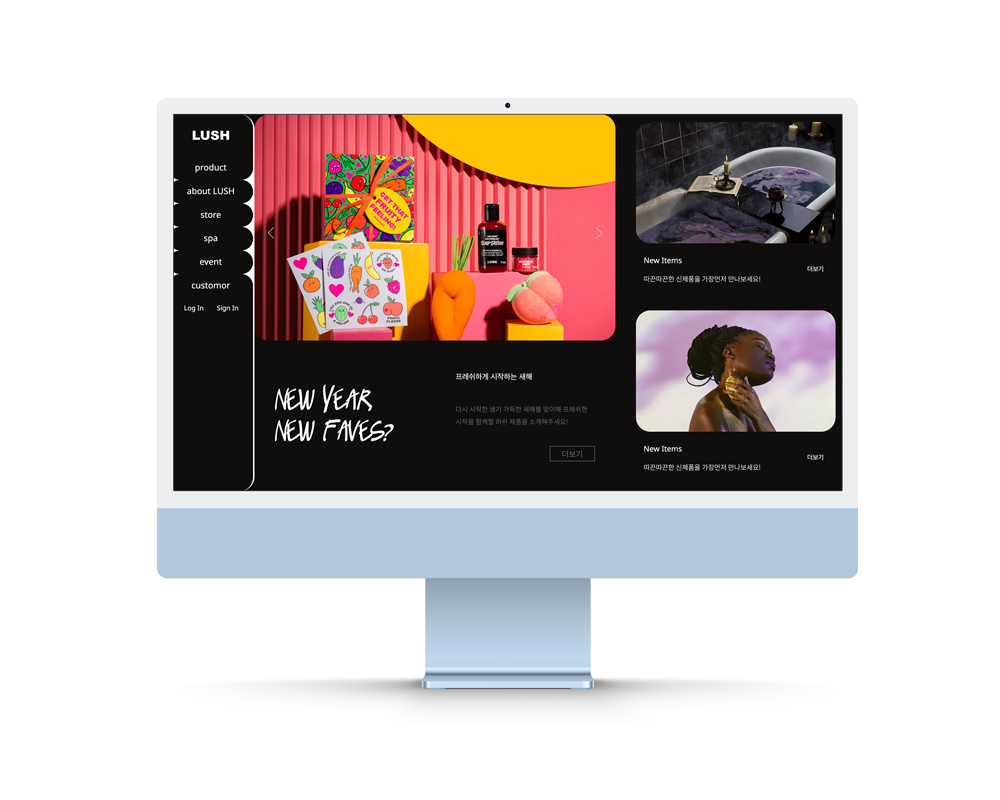 LUSH
product
about LUSH
store
spa
event
customor
Log In Sign In
GET THAT
FRUITY
FEELING!
LUSH
NEW YEAR,
NEW FAVES?
프레쉬하게 시작하는 새해
다시 시작한 생기 가득한 새해를 맞이해 프레쉬한
시작을 함께할 러쉬 제품을 소개해주세요!
더보기
New Items
더보기
따끈따끈한 신제품을 가장먼저 만나보세요!
New Items
더보기
따끈따끈한 신제품을 가장먼저 만나보세요!